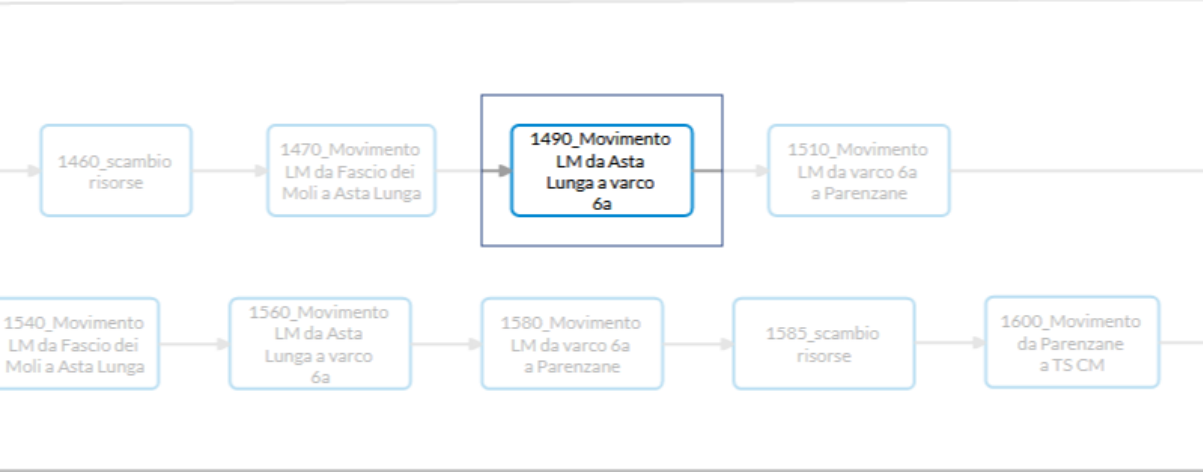 1460_scambio
risorse
1470_Movimento
LM da Fascio dei
Moli a Asta Lunga
1490_Movimento
LM da Asta
Lunga a varco
6a
1510_Movimento
LM da varco 6a
a Parenzane
1540_Movimento
LM da Fascio dei
Moli a Asta Lunga
1560_Movimento
LM da Asta
Lunga a varco
6a
1580_Movimento
LM da varco 6a
a Parenzane
1585_scambio
risorse
1600_Movimento
da Parenzane
a TS CM